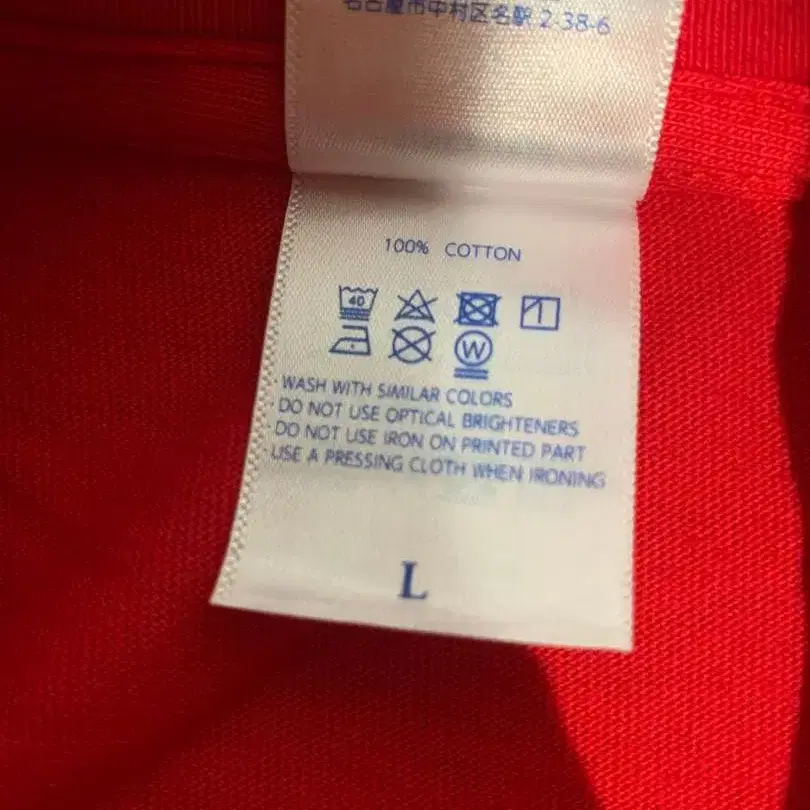 名古屋市中村区名駅 2-38-6
100% COTTON
40
W
·WASH WITH SIMILAR COLORS
·DO NOT USE OPTICAL BRIGHTENERS
·DO NOT USE IRON ON PRINTED PART
·USE A PRESSING CLOTH WHEN IRONING
L